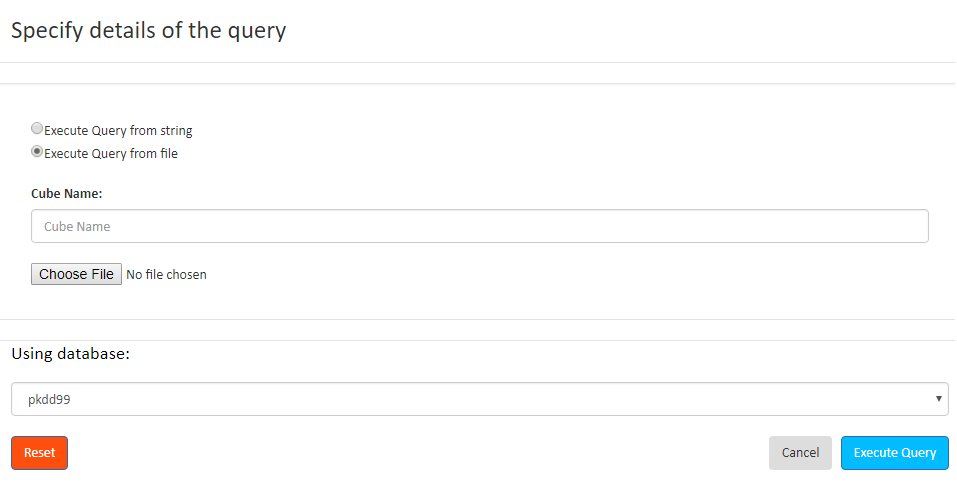 Specify details of the query
Execute Query from string
Execute Query from file
Cube Name:
Cube Name
Choose File No file chosen
Using database:
pkdd99
Reset Cancel Execute Query